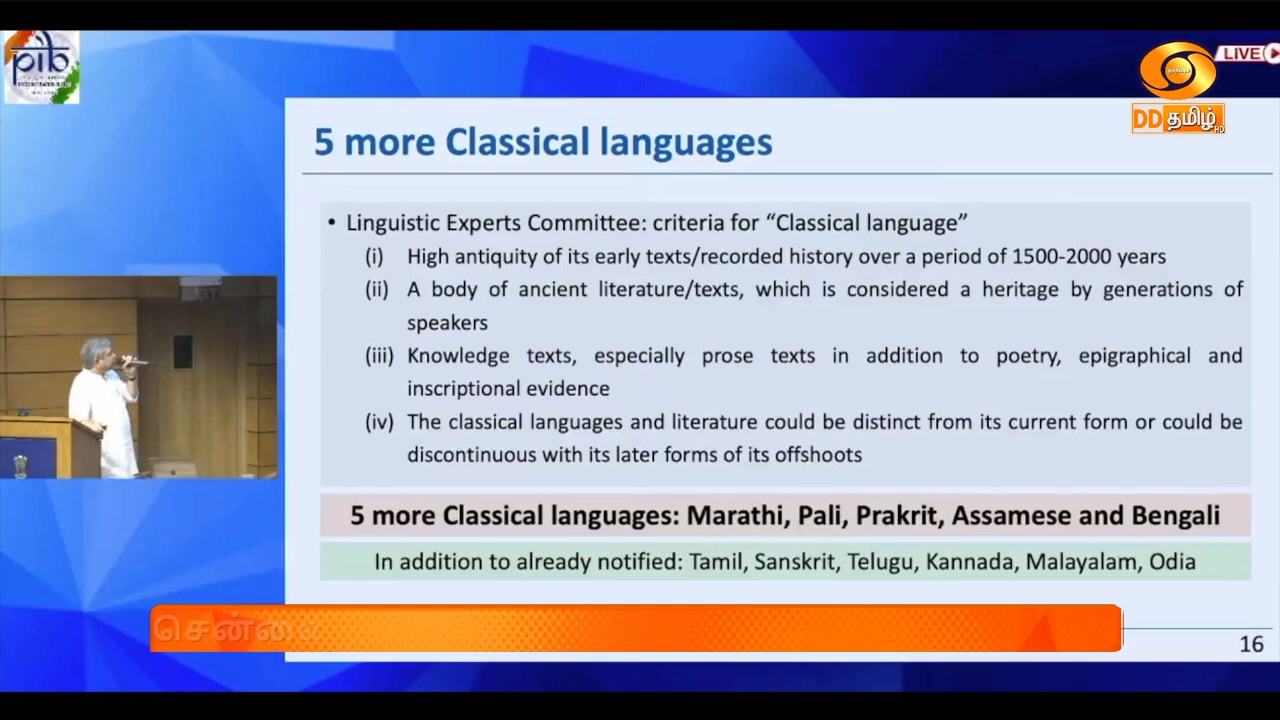 pib
LIVE
DD தமிழ் HD
5 more Classical languages
• Linguistic Experts Committee: criteria for “Classical language”
(i) High antiquity of its early texts/recorded history over a period of 1500-2000 years
(ii) A body of ancient literature/texts, which is considered a heritage by generations of
speakers
(iii) Knowledge texts, especially prose texts in addition to poetry, epigraphical and
inscriptional evidence
(iv) The classical languages and literature could be distinct from its current form or could be
discontinuous with its later forms of its offshoots
5 more Classical languages: Marathi, Pali, Prakrit, Assamese and Bengali
In addition to already notified: Tamil, Sanskrit, Telugu, Kannada, Malayalam, Odia
16